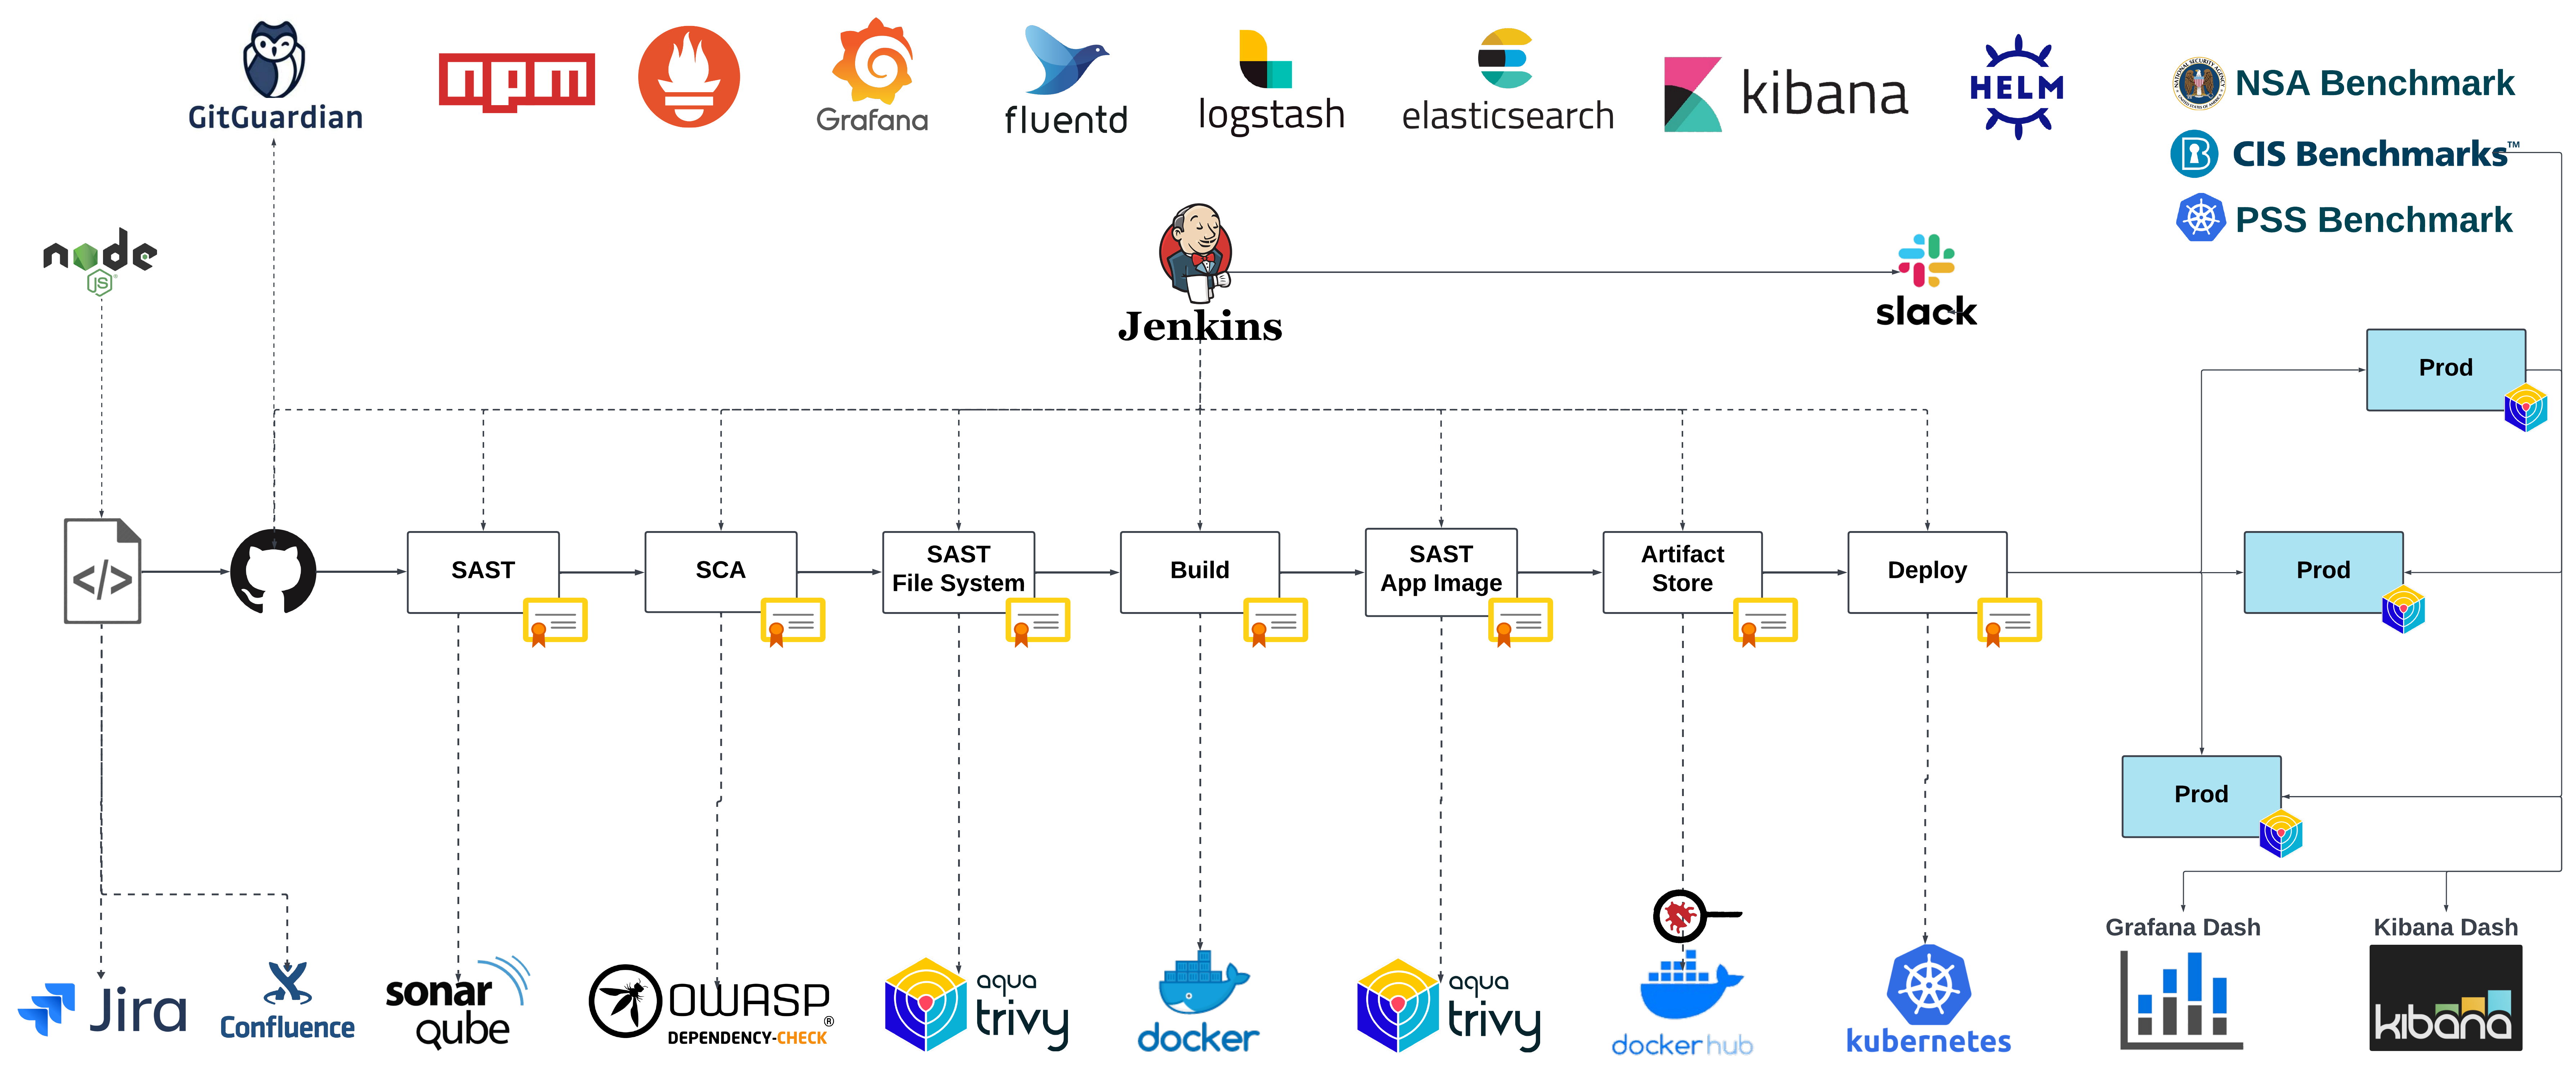 GitGuardian
npm
Grafana
fluentd
logstash
elasticsearch
kibana
HELM
NSA Benchmark
CIS Benchmarks™
PSS Benchmark
node
JS
Jenkins
slack
Prod
</>
SAST
SCA
SAST
File System
Build
SAST
App Image
Artifact
Store
Deploy
Prod
Prod
Grafana Dash
Kibana Dash
Jira
Confluence
sonar
qube
OWASP®
DEPENDENCY-CHECK
aqua
trivy
docker
aqua
trivy
dockerhub
kubernetes
kibana